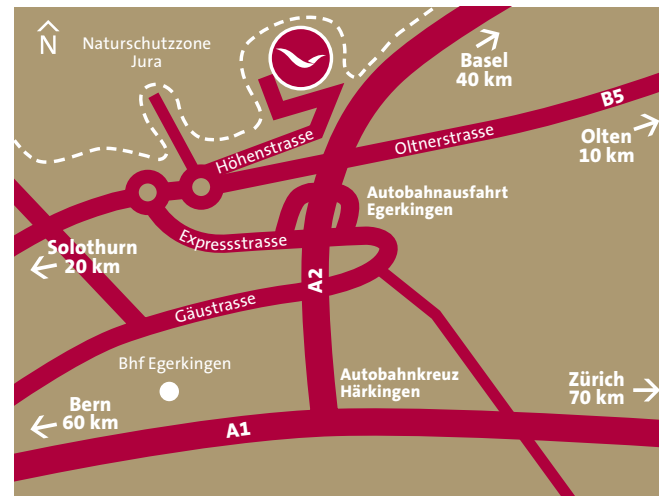 N
Naturschutzzone
Jura
Basel
40 km
B5
Olten
10 km
Höhenstrasse
Oltnerstrasse
Autobahnausfahrt
Egerkingen
Expressstrasse
Solothurn
20 km
A2
Gäustrasse
Bhf Egerkingen
Autobahnkreuz
Härkingen
Zürich
70 km
Bern
60 km
A1